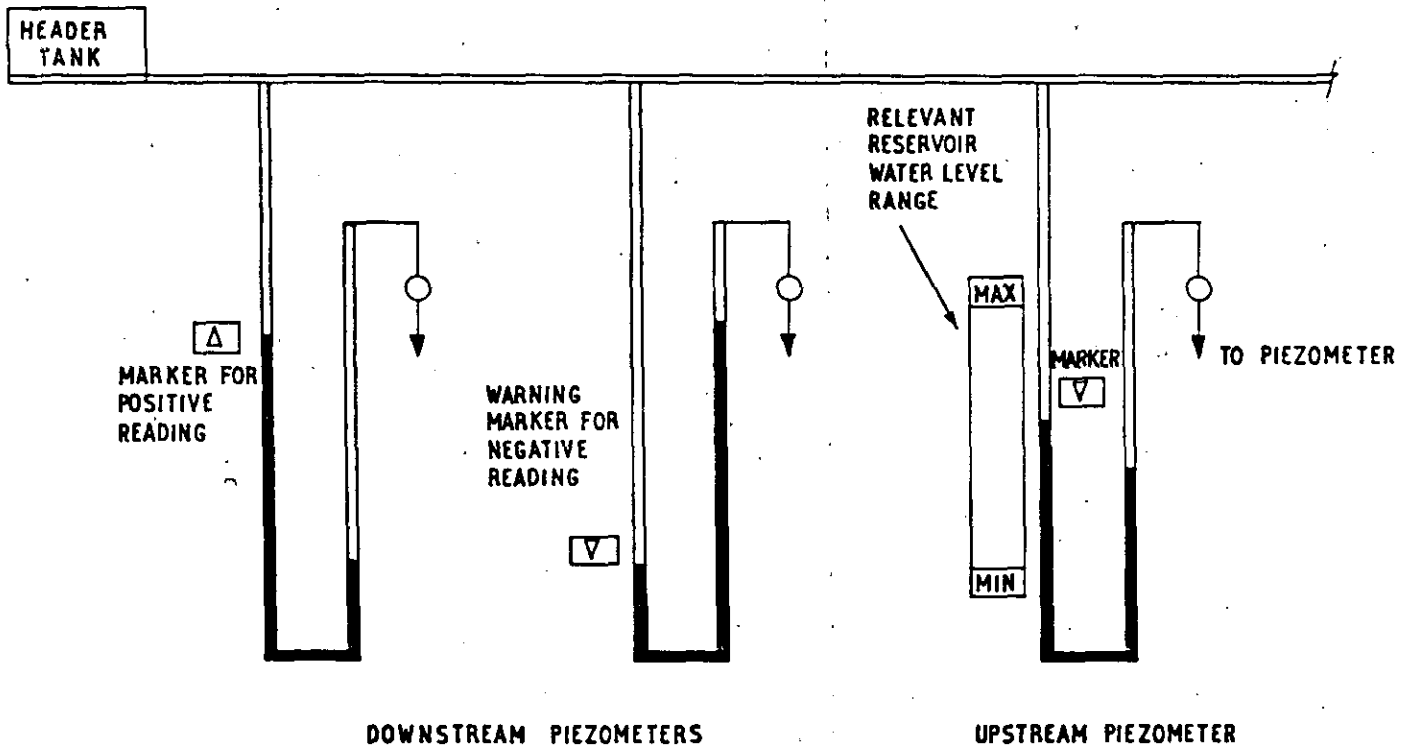 HEADER
TANK
RELEVANT
RESERVOIR
WATER LEVEL
RANGE
MAX
Δ
MARKER FOR
POSITIVE
READING
WARNING
MARKER FOR
NEGATIVE
READING
∇
MARKER
∇
TO PIEZOMETER
MIN
DOWNSTREAM PIEZOMETERS
UPSTREAM PIEZOMETER